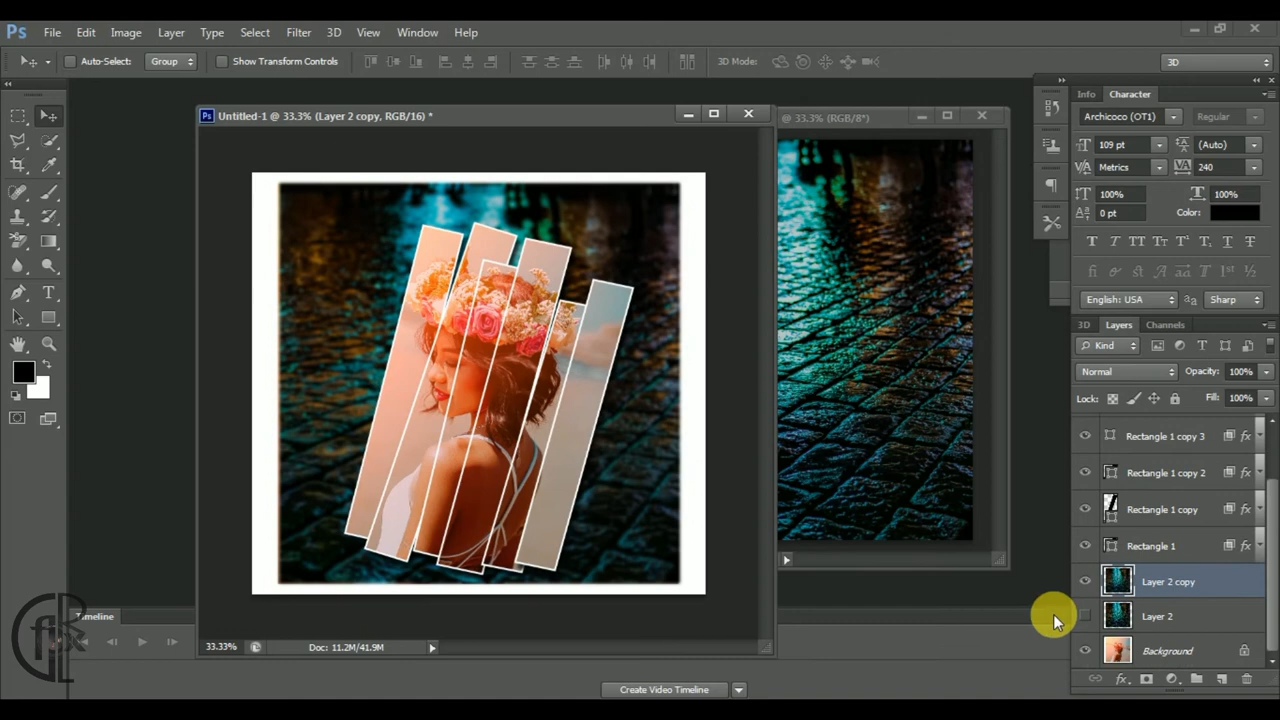 Ps File Edit Image Layer Type Select Filter 3D View Window Help
Auto-Select: Group Show Transform Controls 3D Mode: 3D
Untitled-1 @ 33.3% (Layer 2 copy, RGB/16) *
@ 33.3% (RGB/8*)
Info Character
Archicoco (OT1) Regular
109 pt (Auto)
Metrics 240
100% 100%
0 pt Color:
English: USA Sharp
3D Layers Channels
Kind
Normal Opacity: 100%
Lock: Fill: 100%
Rectangle 1 copy 3 fx
Rectangle 1 copy 2 fx
Rectangle 1 copy fx
Rectangle 1 fx
Layer 2 copy
Layer 2
Background
Timeline
33.33% Doc: 11.2M/41.9M
Create Video Timeline